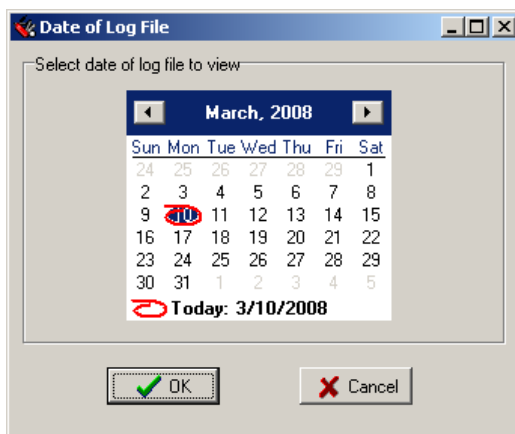 Date of Log File
Select date of log file to view
March, 2008
Sun Mon Tue Wed Thu Fri Sat
24 25 26 27 28 29 1
2 3 4 5 6 7 8
9 10 11 12 13 14 15
16 17 18 19 20 21 22
23 24 25 26 27 28 29
30 31 1 2 3 4 5
Today: 3/10/2008
OK Cancel